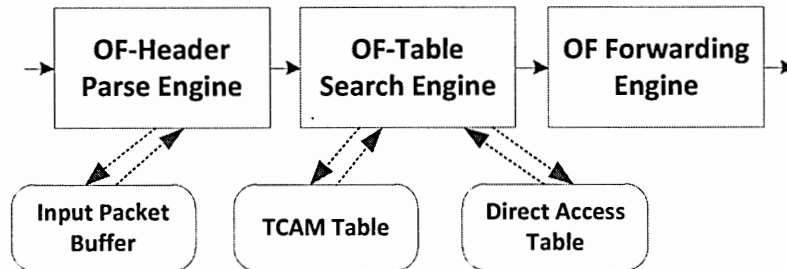 OF-Header
Parse Engine
OF-Table
Search Engine
OF Forwarding
Engine
Input Packet
Buffer
TCAM Table
Direct Access
Table